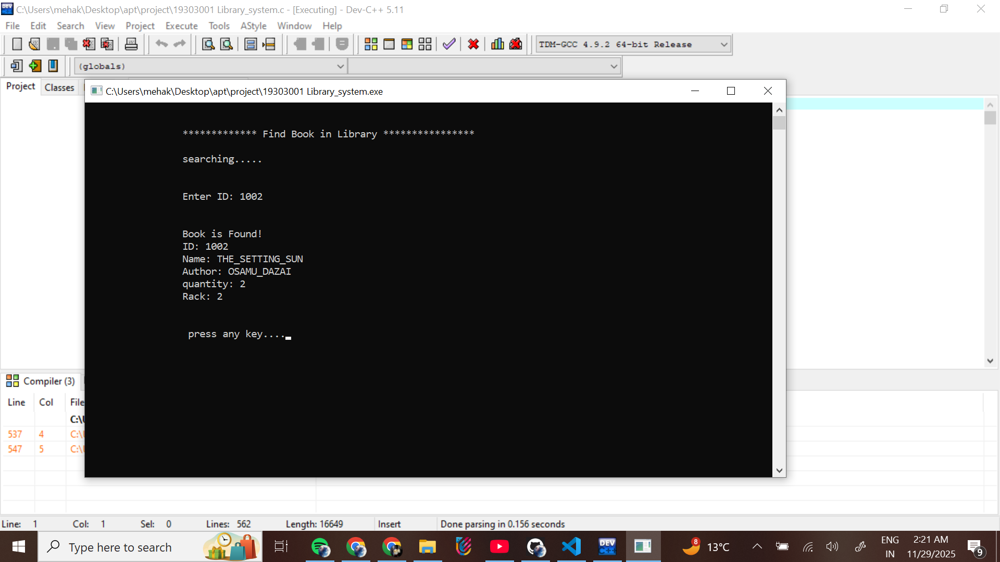 C:\Users\mehak\Desktop\apt\project\19303001 Library_system.c - [Executing] - Dev-C++ 5.11
File Edit Search View Project Execute Tools AStyle Window Help
TDM-GCC 4.9.2 64-bit Release
(globals)
Project Classes
C:\Users\mehak\Desktop\apt\project\19303001 Library_system.exe
************* Find Book in Library ****************
searching.....
Enter ID: 1002
Book is Found!
ID: 1002
Name: THE_SETTING_SUN
Author: OSAMU_DAZAI
quantity: 2
Rack: 2
press any key....
Compiler (3)
Line Col File
C:\U
537 4 C:\U
547 5 C:\U
Line: 1 Col: 1 Sel: 0 Lines: 562 Length: 16649 Insert Done parsing in 0.156 seconds
Type here to search
DEV C++
8
13°C
ENG
IN
2:21 AM
11/29/2025
9